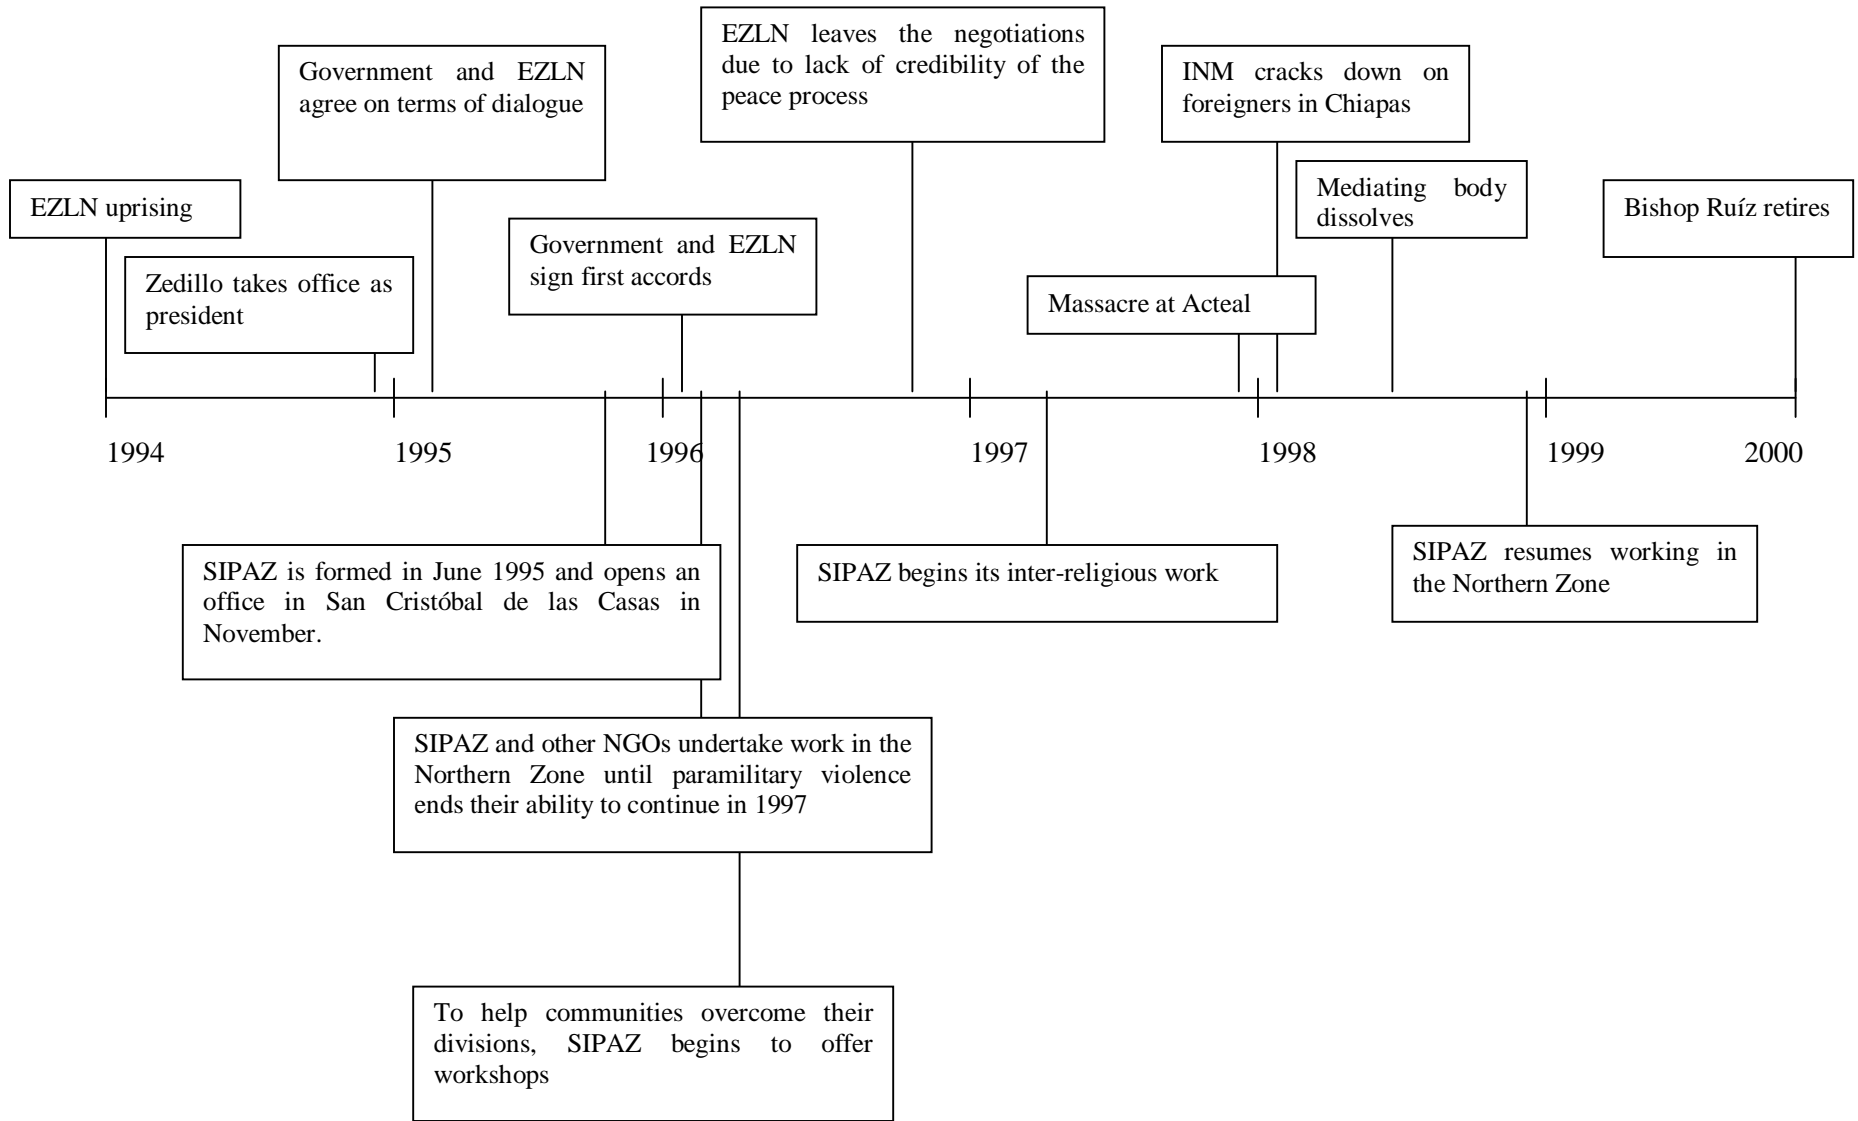 EZLN leaves the negotiations
due to lack of credibility of the
peace process
Government and EZLN
agree on terms of dialogue
INM cracks down on
foreigners in Chiapas
Mediating body
dissolves
EZLN uprising
Bishop Ruíz retires
Government and EZLN
sign first accords
Zedillo takes office as
president
Massacre at Acteal
1994
1995
1996
1997
1998
1999
2000
SIPAZ is formed in June 1995 and opens an
office in San Cristóbal de las Casas in
November.
SIPAZ begins its inter-religious work
SIPAZ resumes working in
the Northern Zone
SIPAZ and other NGOs undertake work in the
Northern Zone until paramilitary violence
ends their ability to continue in 1997
To help communities overcome their
divisions, SIPAZ begins to offer
workshops